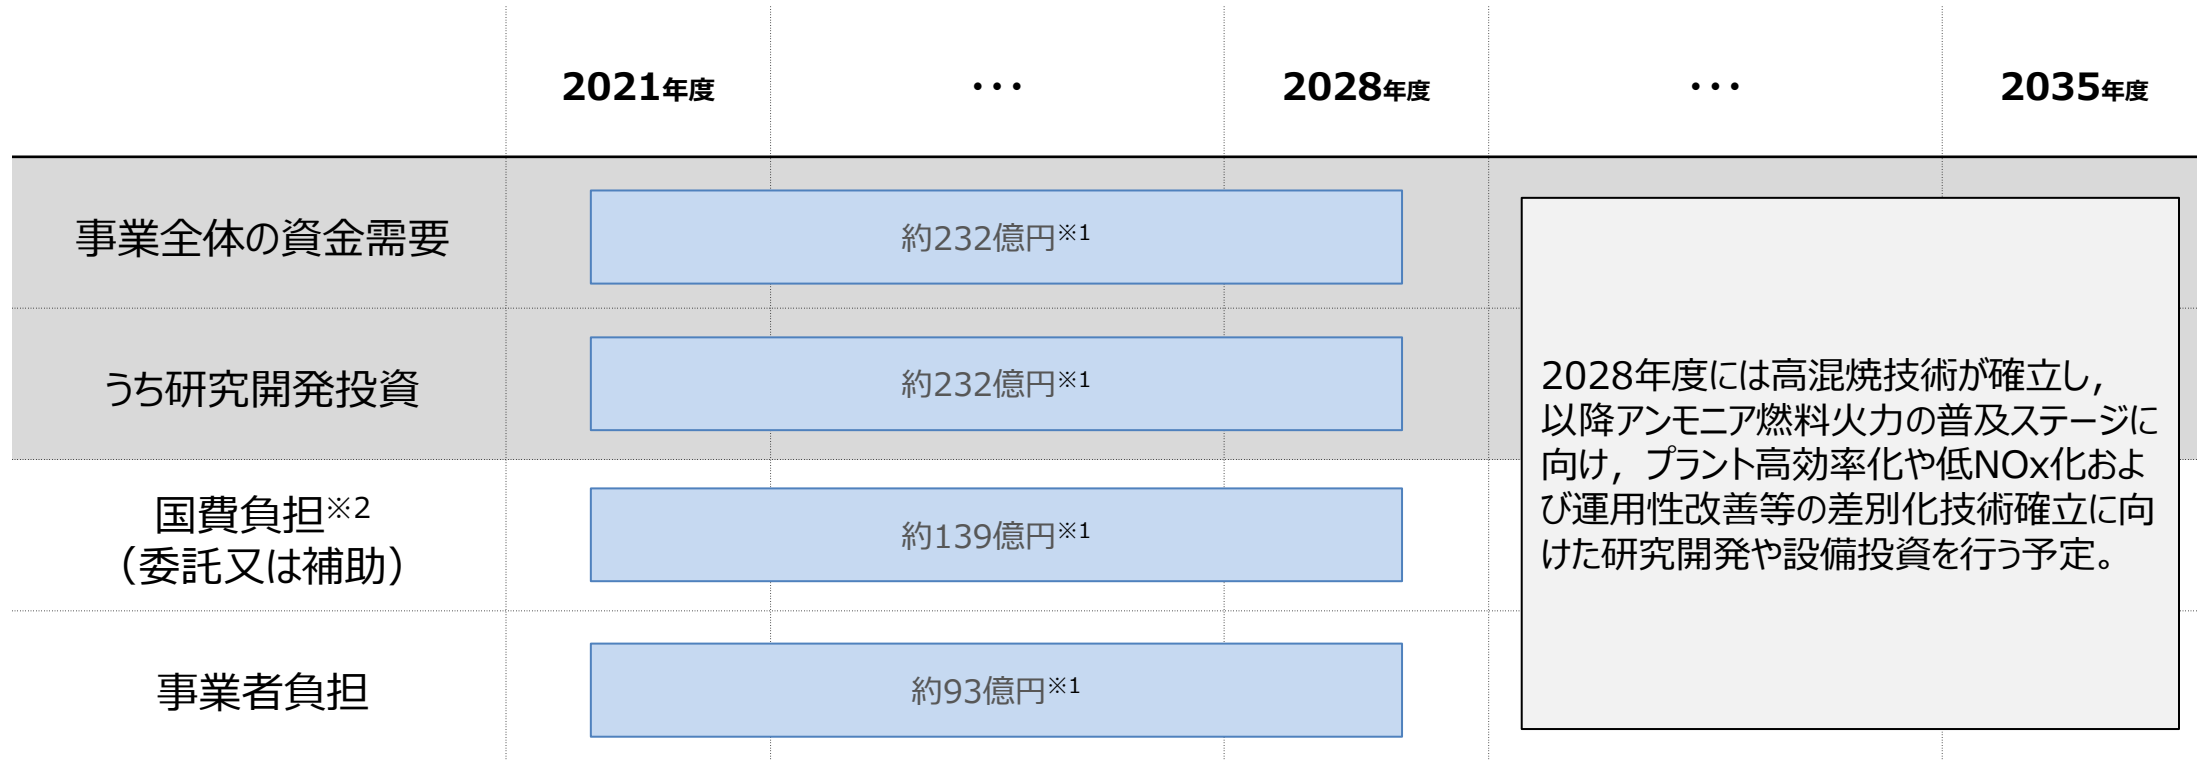 2021年度 ・・・ 2028年度 ・・・ 2035年度
事業全体の資金需要
約232億円※1
うち研究開発投資
約232億円※1
国費負担※2
（委託又は補助）
約139億円※1
事業者負担
約93億円※1
2028年度には高混焼技術が確立し，
以降アンモニア燃料火力の普及ステージに
向け，プラント高効率化や低NOx化およ
び運用性改善等の差別化技術確立に向
けた研究開発や設備投資を行う予定。